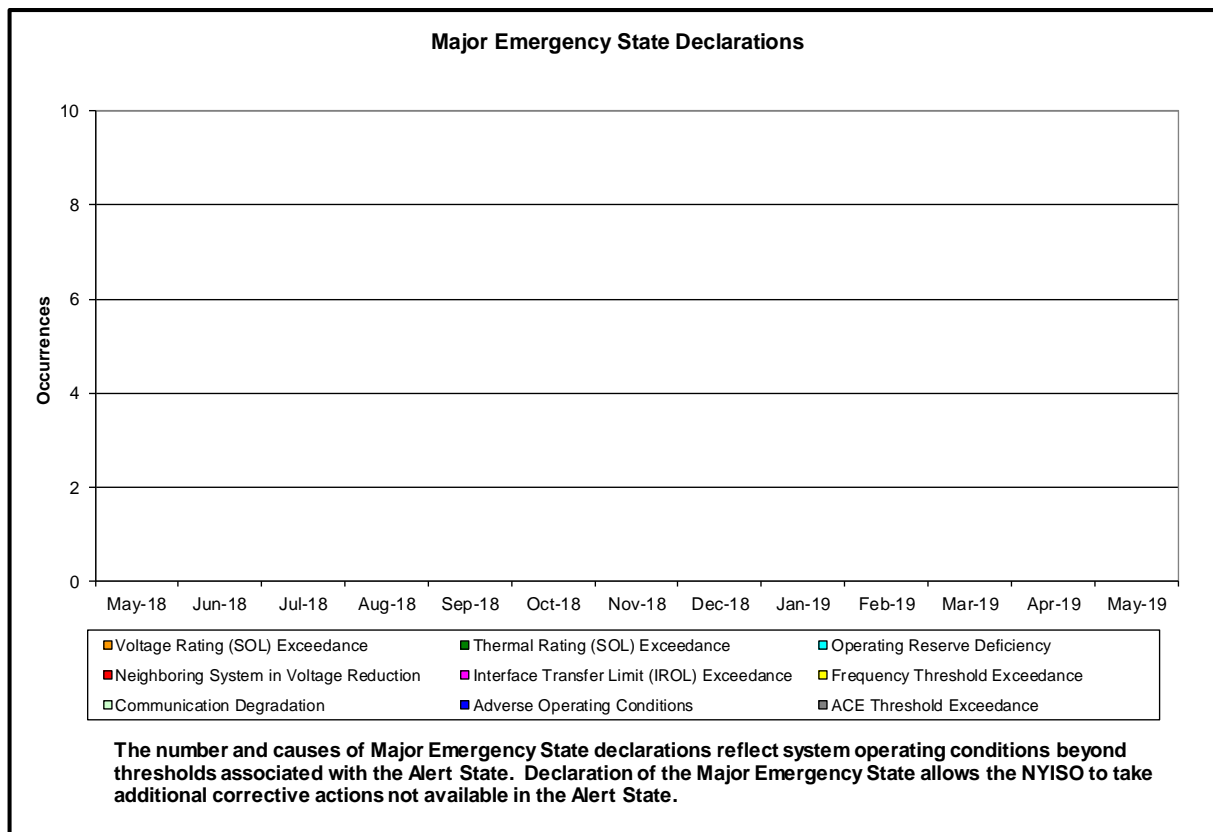 Major Emergency State Declarations
10
8
6
4
2
0
Occurrences
May-18 Jun-18 Jul-18 Aug-18 Sep-18 Oct-18 Nov-18 Dec-18 Jan-19 Feb-19 Mar-19 Apr-19 May-19
Voltage Rating (SOL) Exceedance Thermal Rating (SOL) Exceedance Operating Reserve Deficiency
Neighboring System in Voltage Reduction Interface Transfer Limit (IROL) Exceedance Frequency Threshold Exceedance
Communication Degradation Adverse Operating Conditions ACE Threshold Exceedance
The number and causes of Major Emergency State declarations reflect system operating conditions beyond
thresholds associated with the Alert State. Declaration of the Major Emergency State allows the NYISO to take
additional corrective actions not available in the Alert State.